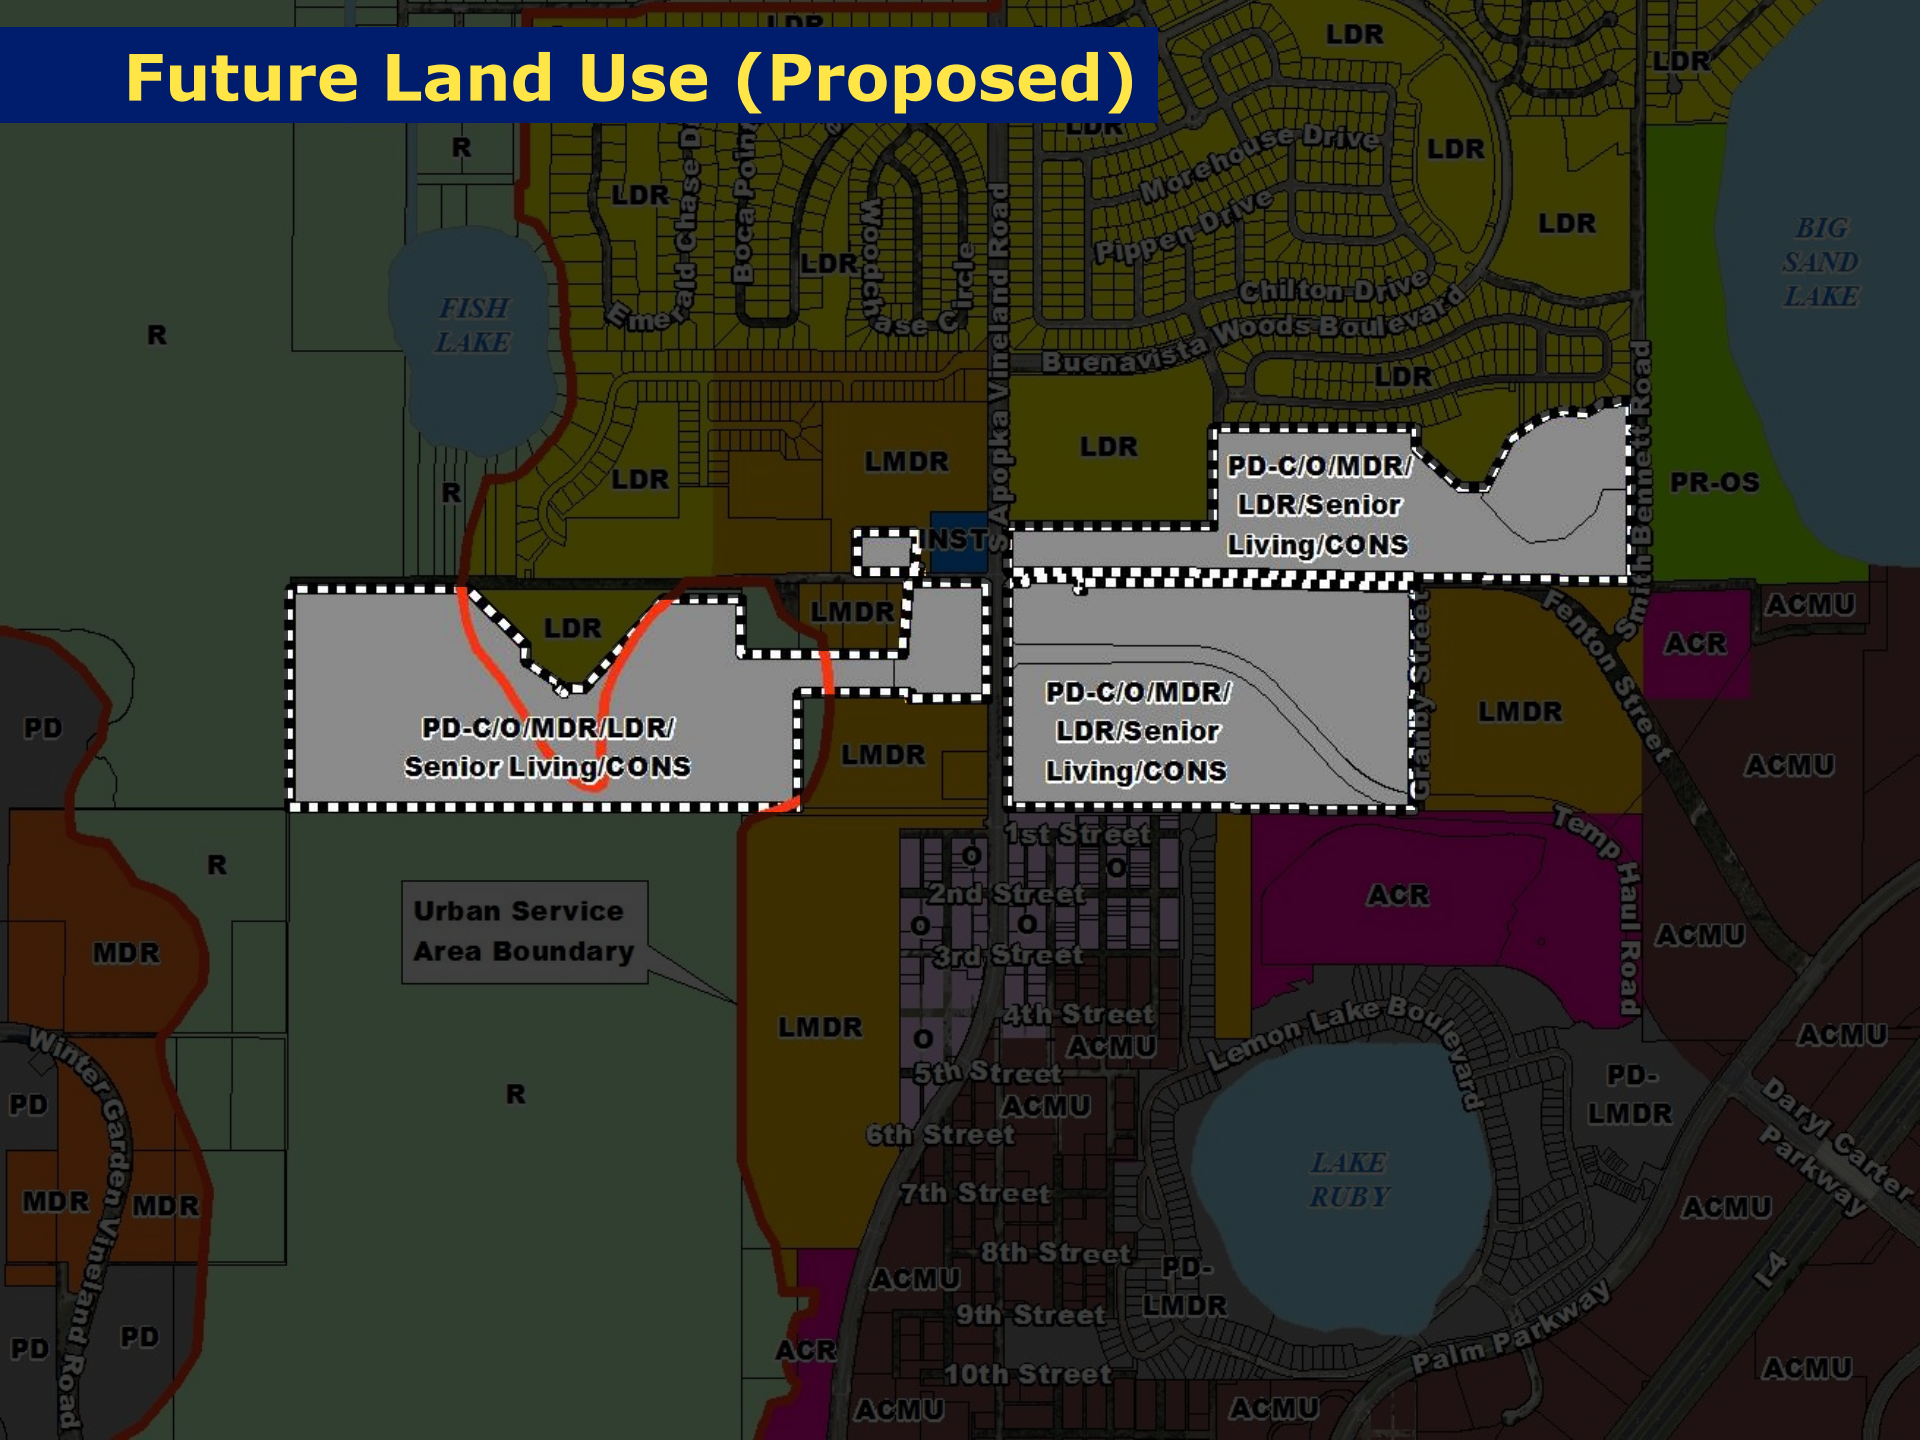 LDR
Future Land Use (Proposed)
LDR
LDR
LDR
R
LDR
Emerald Chase D
Boca Point
LDR
Woopichase Circle
S Apopka Vineland Road
Morehouse Drive
Pippen Drive
LDR
LDR
Chilton Drive
Buenavista Woods Boulevard
LDR
BIG
SAND
LAKE
FISH
LAKE
R
R
LDR
LMDR
LDR
PD-C/O/MDR/
LDR/Senior
Living/CONS
Smith Bennett Road
PR-OS
INST
LDR
LMDR
PD-C/O/MDR/LDR/
Senior Living/CONS
LMDR
PD-C/O/MDR/
LDR/Senior
Living/CONS
Granby Street
LMDR
Fenton Street
ACR
ACMU
ACMU
PD
R
MDR
Urban Service
Area Boundary
LMDR
1st Street
O
O
2nd Street
O
O
3rd Street
4th Street
O
ACMU
5th Street
ACMU
6th Street
7th Street
8th Street
9th Street
10th Street
ACR
Temp Haul Road
ACMU
ACMU
Lemon Lake Boulevard
LAKE
RUBY
PD-
LMDR
Daryl Carter
Parkway
ACMU
I-4
Winter Garden Vineland Road
PD
MDR
MDR
PD
PD
R
ACMU
ACR
ACMU
PD-
LMDR
Palm Parkway
ACMU
ACMU